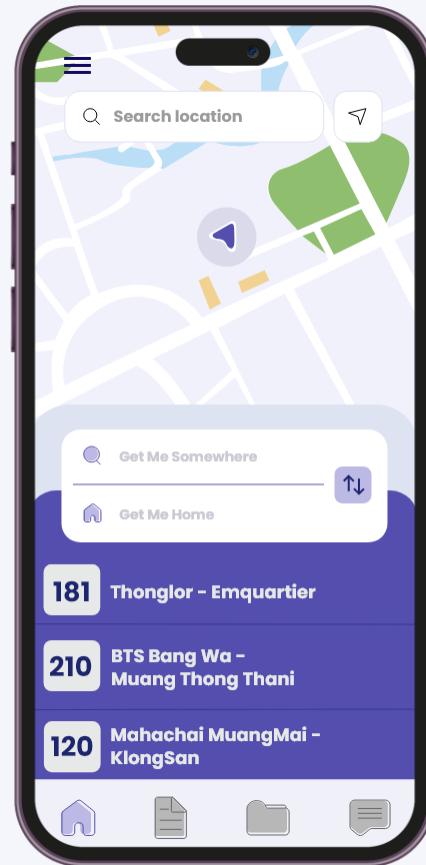 Search location
Get Me Somewhere
Get Me Home
181 Thonglor - Emquartier
210 BTS Bang Wa -
Muang Thong Thani
120 Mahachai MuangMai -
KlongSan